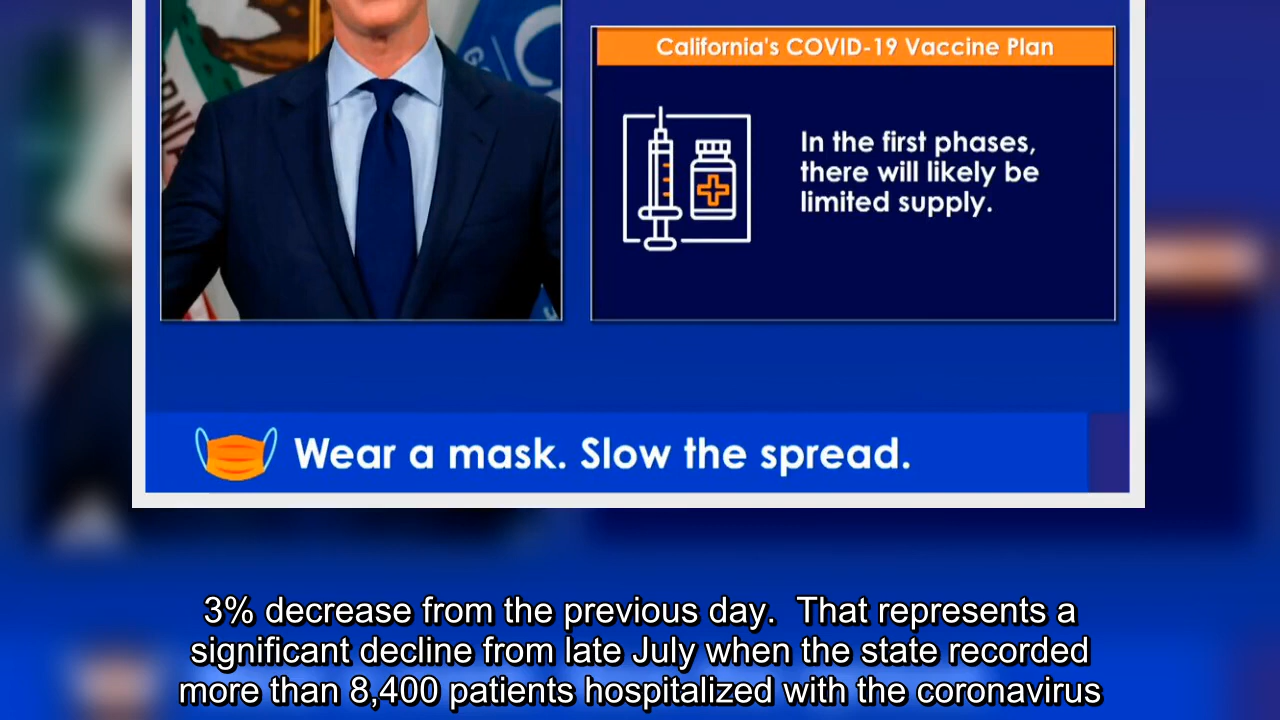 California's COVID-19 Vaccine Plan
In the first phases,
there will likely be
limited supply.
Wear a mask. Slow the spread.
3% decrease from the previous day. That represents a
significant decline from late July when the state recorded
more than 8,400 patients hospitalized with the coronavirus